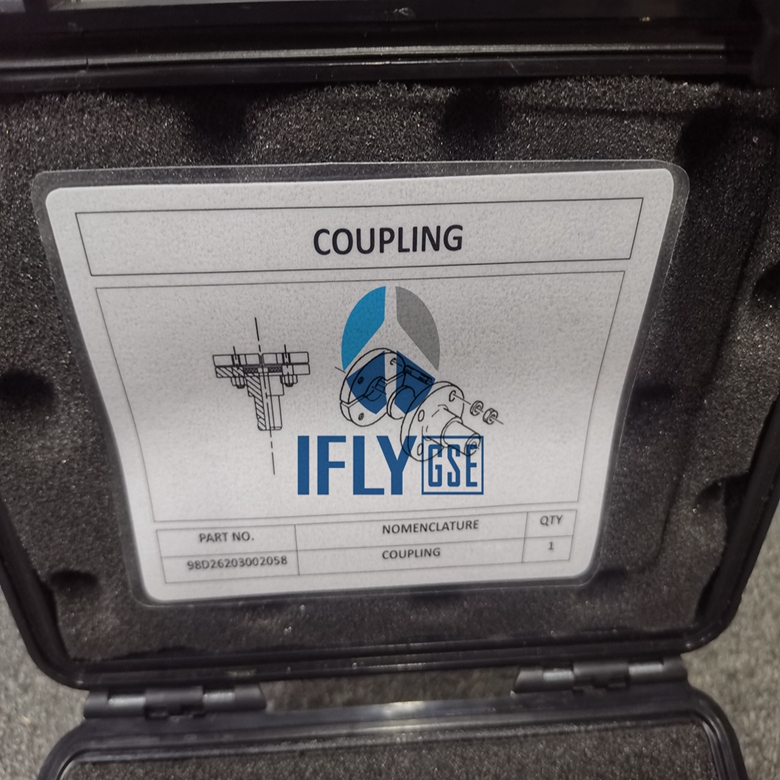 COUPLING
IFLY GSE
PART NO. NOMENCLATURE QTY
98D26203002058 COUPLING 1